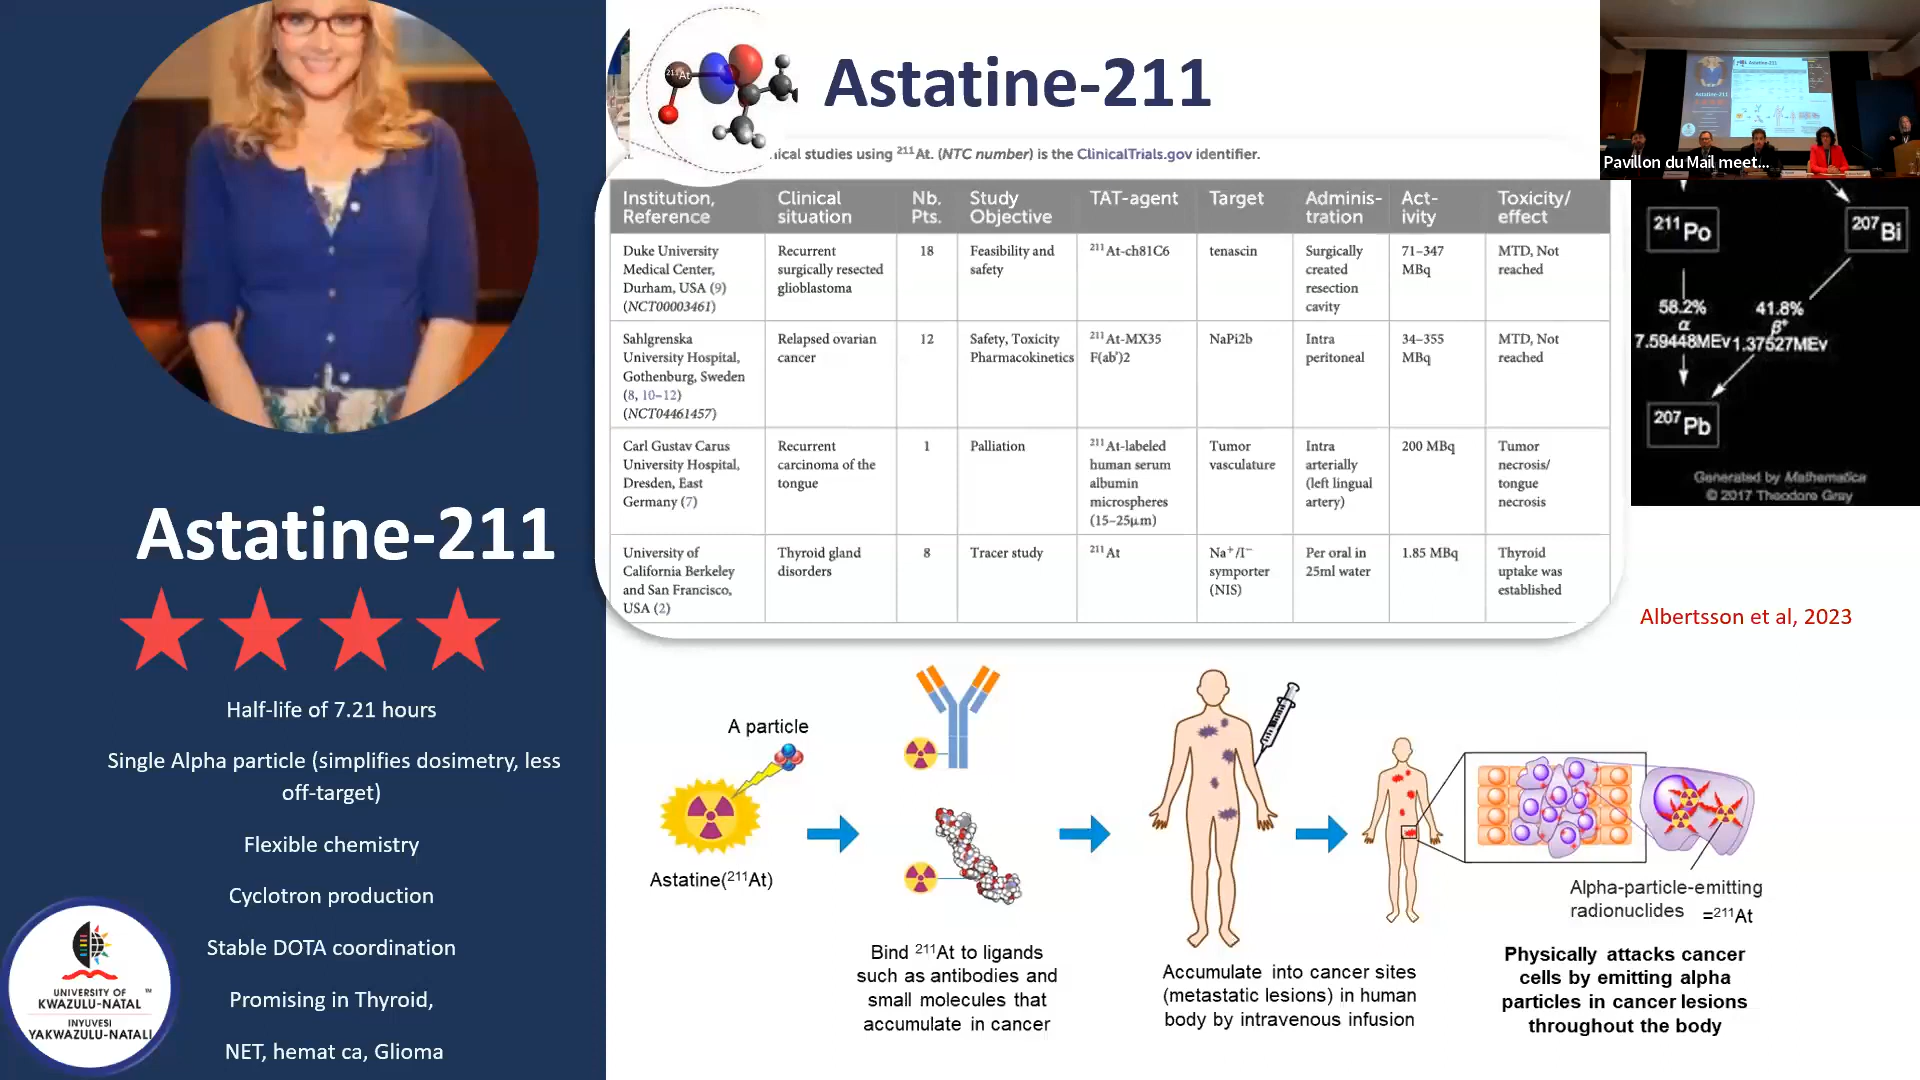 Astatine-211
Half-life of 7.21 hours
Single Alpha particle (simplifies dosimetry, less
off-target)
Flexible chemistry
Cyclotron production
Stable DOTA coordination
Promising in Thyroid,
NET, hemat ca, Glioma
UNIVERSITY OF ™
KWAZULU-NATAL
INYUVESI
YAKWAZULU-NATALI
²¹¹At
Astatine-211
nical studies using ²¹¹At. (NTC number) is the ClinicalTrials.gov identifier.
Institution, Reference Clinical situation Nb. Pts. Study Objective TAT-agent Target Adminis-tration Act-ivity Toxicity/ effect
Duke University Medical Center, Durham, USA (9) (NCT00003461) Recurrent surgically resected glioblastoma 18 Feasibility and safety ²¹¹At-ch81C6 tenascin Surgically created resection cavity 71–347 MBq MTD, Not reached
Sahlgrenska University Hospital, Gothenburg, Sweden (8, 10–12) (NCT04461457) Relapsed ovarian cancer 12 Safety, Toxicity Pharmacokinetics ²¹¹At-MX35 F(ab')2 NaPi2b Intra peritoneal 34–355 MBq MTD, Not reached
Carl Gustav Carus University Hospital, Dresden, East Germany (7) Recurrent carcinoma of the tongue 1 Palliation ²¹¹At-labeled human serum albumin microspheres (15–25μm) Tumor vasculature Intra arterially (left lingual artery) 200 MBq Tumor necrosis/ tongue necrosis
University of California Berkeley and San Francisco, USA (2) Thyroid gland disorders 8 Tracer study ²¹¹At Na⁺/I⁻ symporter (NIS) Per oral in 25ml water 1.85 MBq Thyroid uptake was established
Astatine-211
Astatine-211
Pavillon du Mail meet...
²¹¹Po ²⁰⁷Bi
58.2% 41.8%
α β⁺
7.59448MEv 1.37527MEv
²⁰⁷Pb
Generated by Mathematica
© 2017 Theodore Gray
Albertsson et al, 2023
A particle
Astatine(²¹¹At)
Bind ²¹¹At to ligands
such as antibodies and
small molecules that
accumulate in cancer
Accumulate into cancer sites
(metastatic lesions) in human
body by intravenous infusion
Alpha-particle-emitting
radionuclides =²¹¹At
Physically attacks cancer
cells by emitting alpha
particles in cancer lesions
throughout the body